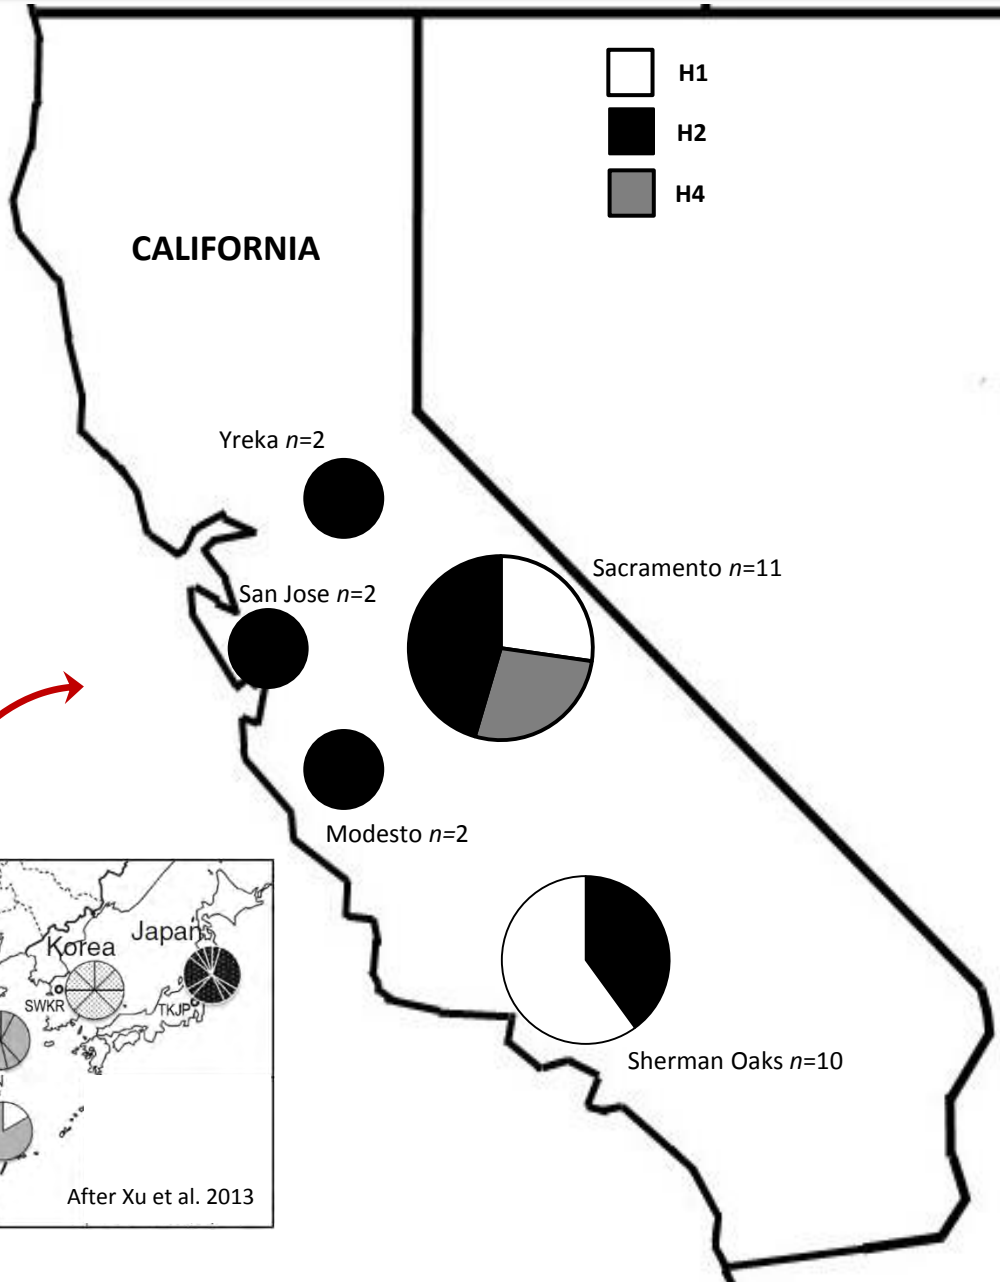 H1
H2
H4
CALIFORNIA
Yreka n=2
Sacramento n=11
San Jose n=2
Modesto n=2
Sherman Oaks n=10
Japan
Korea
SWKR
TKJP
N
After Xu et al. 2013